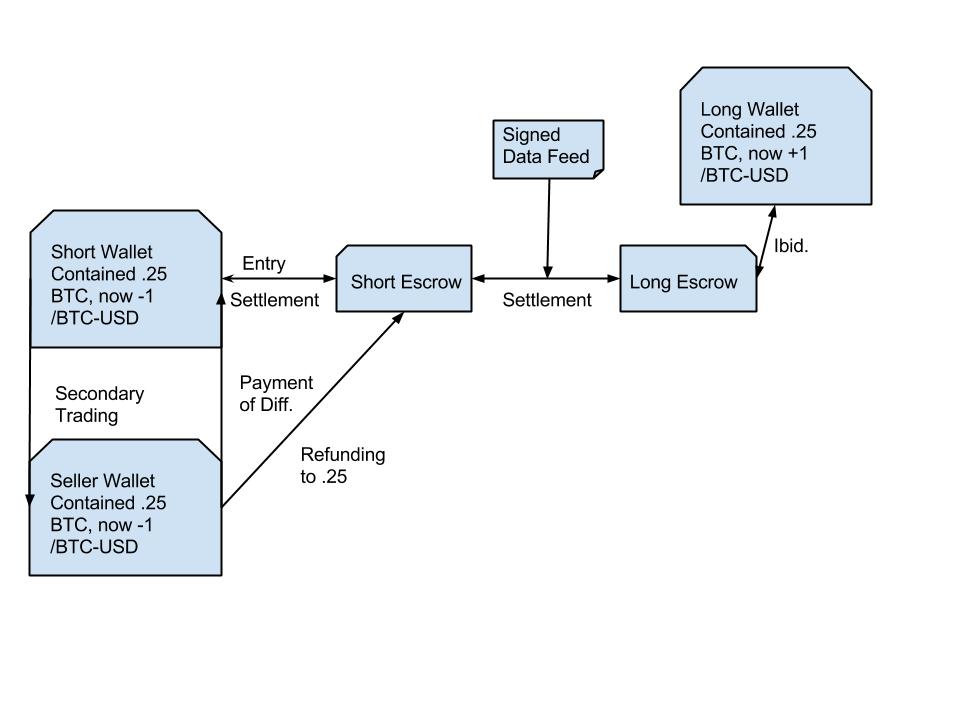 Signed
Data Feed
Long Wallet
Contained .25
BTC, now +1
/BTC-USD
Ibid.
Short Wallet
Contained .25
BTC, now -1
/BTC-USD
Entry
Settlement
Short Escrow
Settlement
Long Escrow
Secondary
Trading
Payment
of Diff.
Refunding
to .25
Seller Wallet
Contained .25
BTC, now -1
/BTC-USD